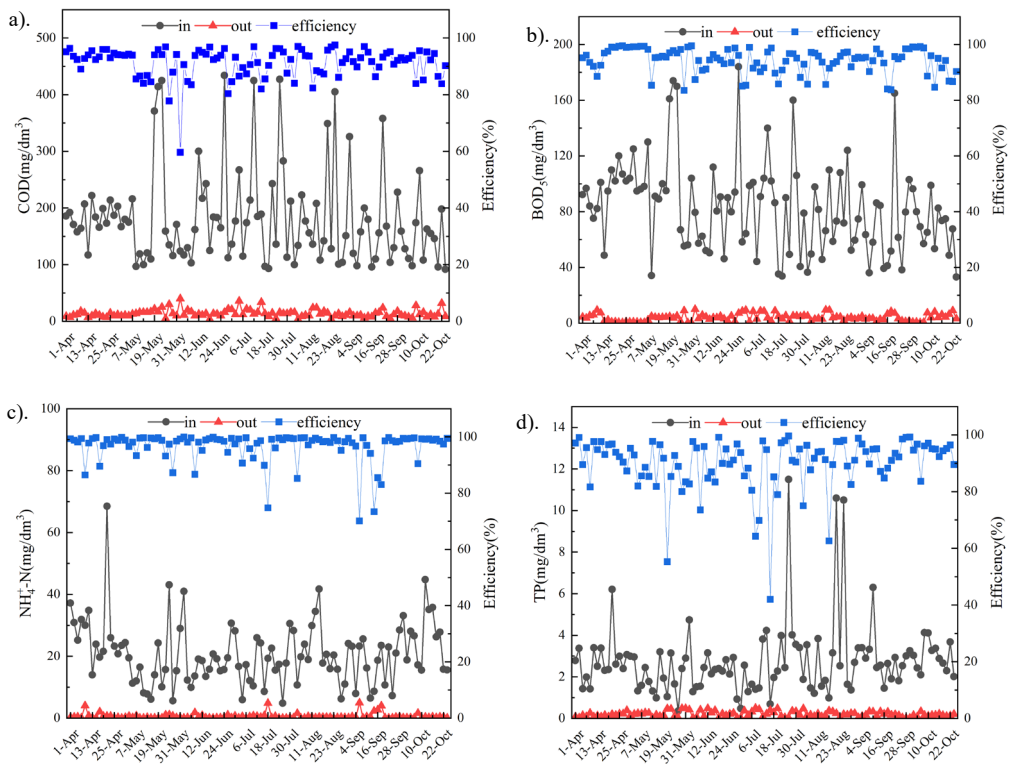 a).
in out efficiency
COD(mg/dm3)
500
400
300
200
100
0
Efficiency(%)
100
80
60
40
20
0
1-Apr 13-Apr 25-Apr 7-May 19-May 31-May 12-Jun 24-Jun 6-Jul 18-Jul 30-Jul 11-Aug 23-Aug 4-Sep 16-Sep 28-Sep 10-Oct 22-Oct
b).
in out efficiency
BOD5(mg/dm3)
200
160
120
80
40
0
Efficiency(%)
100
80
60
40
20
0
1-Apr 13-Apr 25-Apr 7-May 19-May 31-May 12-Jun 24-Jun 6-Jul 18-Jul 30-Jul 11-Aug 23-Aug 4-Sep 16-Sep 28-Sep 10-Oct 22-Oct
c).
in out efficiency
NH4+-N(mg/dm3)
100
80
60
40
20
0
Efficiency(%)
100
80
60
40
20
0
1-Apr 13-Apr 25-Apr 7-May 19-May 31-May 12-Jun 24-Jun 6-Jul 18-Jul 30-Jul 11-Aug 23-Aug 4-Sep 16-Sep 28-Sep 10-Oct 22-Oct
d).
in out efficiency
TP(mg/dm3)
14
12
10
8
6
4
2
0
Efficiency(%)
100
80
60
40
20
0
1-Apr 13-Apr 25-Apr 7-May 19-May 31-May 12-Jun 24-Jun 6-Jul 18-Jul 30-Jul 11-Aug 23-Aug 4-Sep 16-Sep 28-Sep 10-Oct 22-Oct